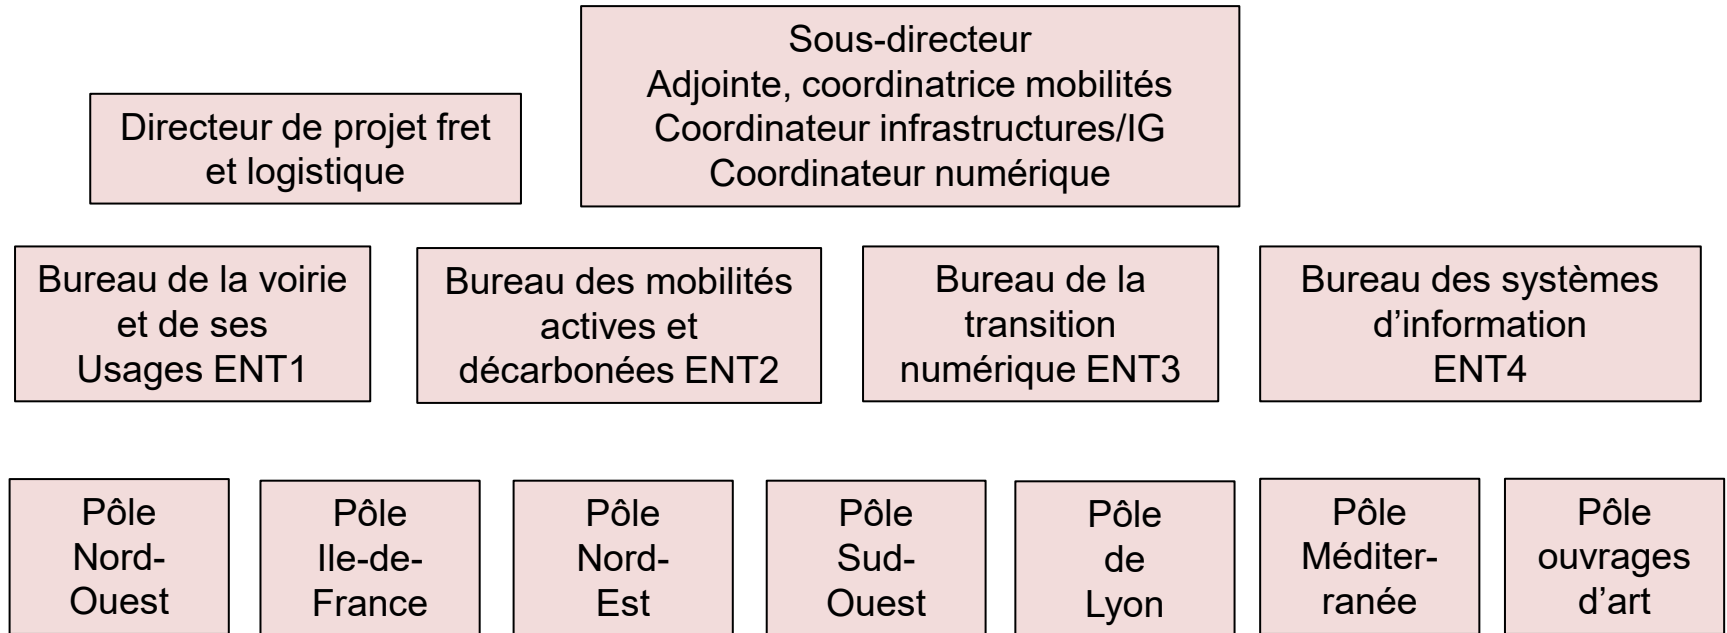 Sous-directeur
Adjointe, coordinatrice mobilités
Coordinateur infrastructures/IG
Coordinateur numérique
Directeur de projet fret
et logistique
Bureau de la voirie
et de ses
Usages ENT1
Bureau des mobilités
actives et
décarbonées ENT2
Bureau de la
transition
numérique ENT3
Bureau des systèmes
d’information
ENT4
Pôle
Nord-
Ouest
Pôle
Ile-de-
France
Pôle
Nord-
Est
Pôle
Sud-
Ouest
Pôle
de
Lyon
Pôle
Méditer-
ranée
Pôle
ouvrages
d’art